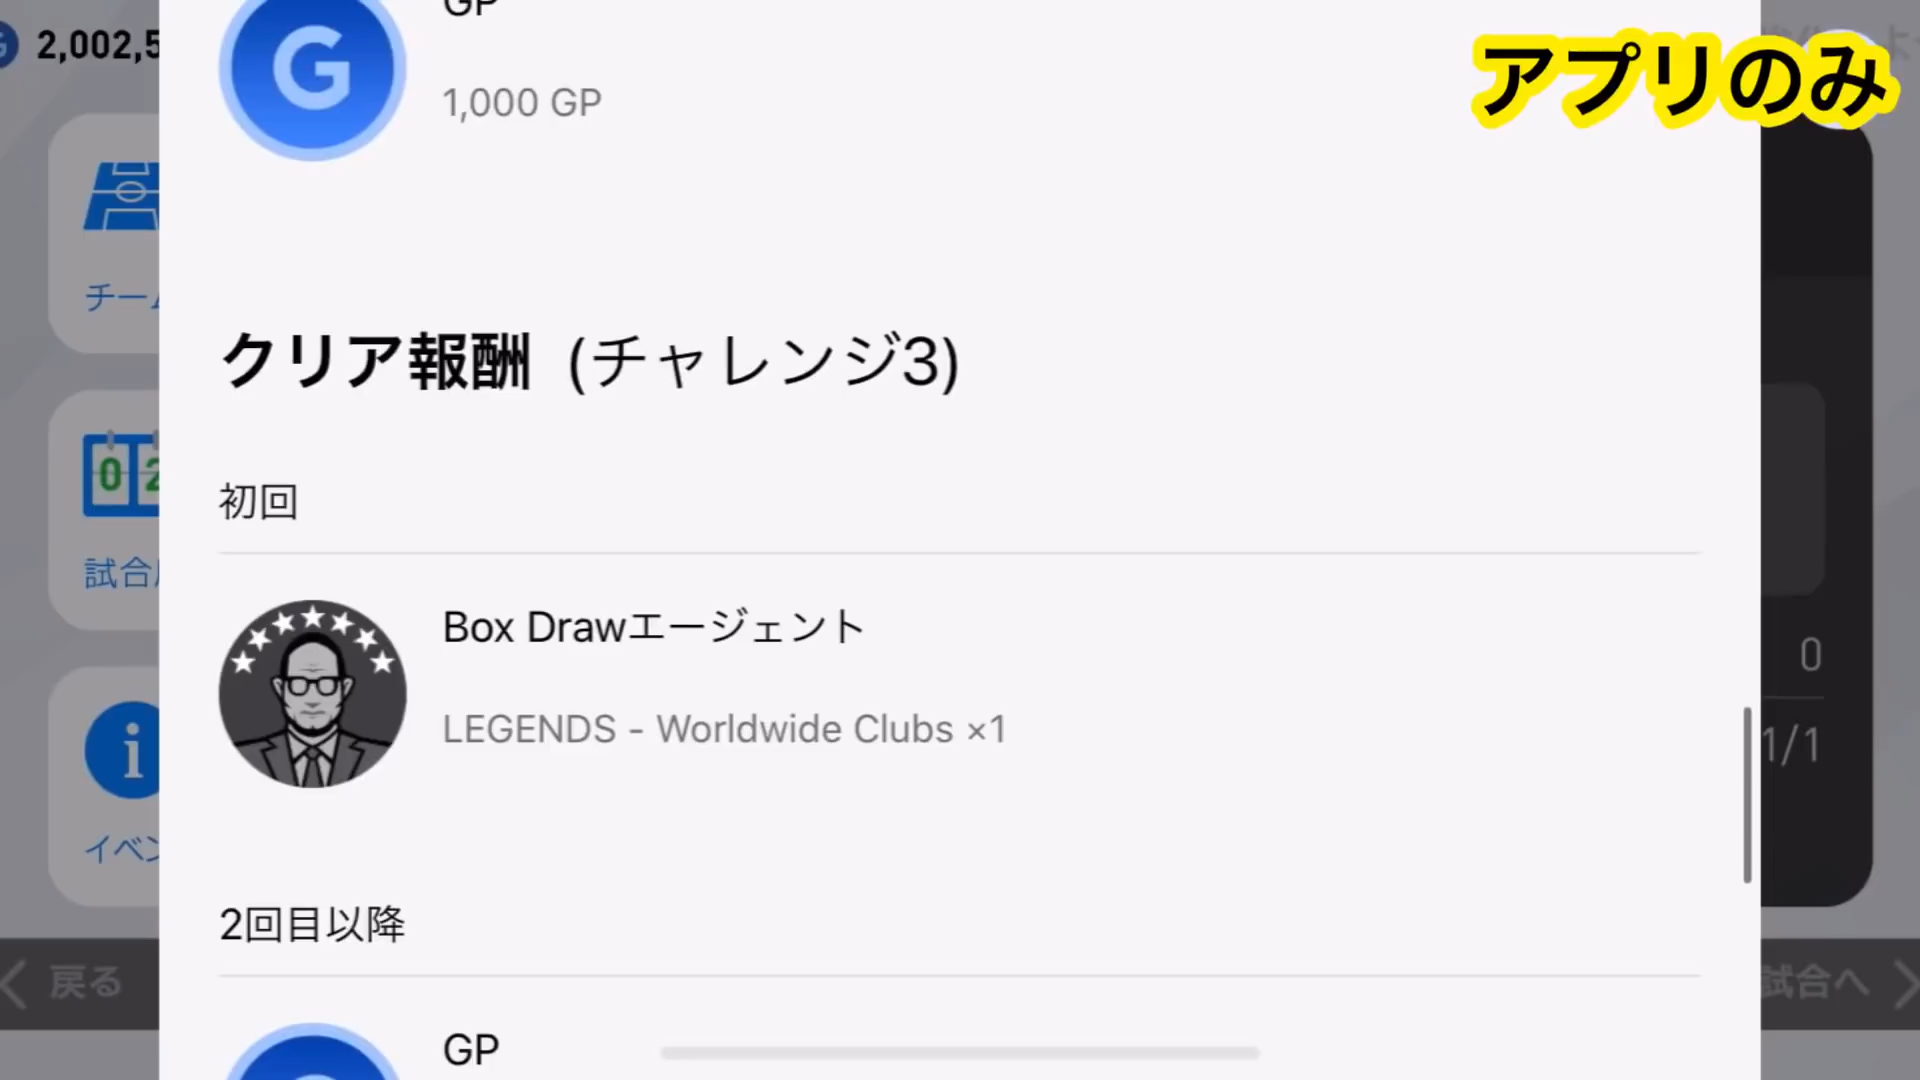 GP
2,002,5
アプリのみ
1,000 GP
チーム
クリア報酬 (チャレンジ3)
初回
試合
Box Drawエージェント
0
LEGENDS - Worldwide Clubs ×1
1/1
イベン
2回目以降
戻る
試合へ
GP